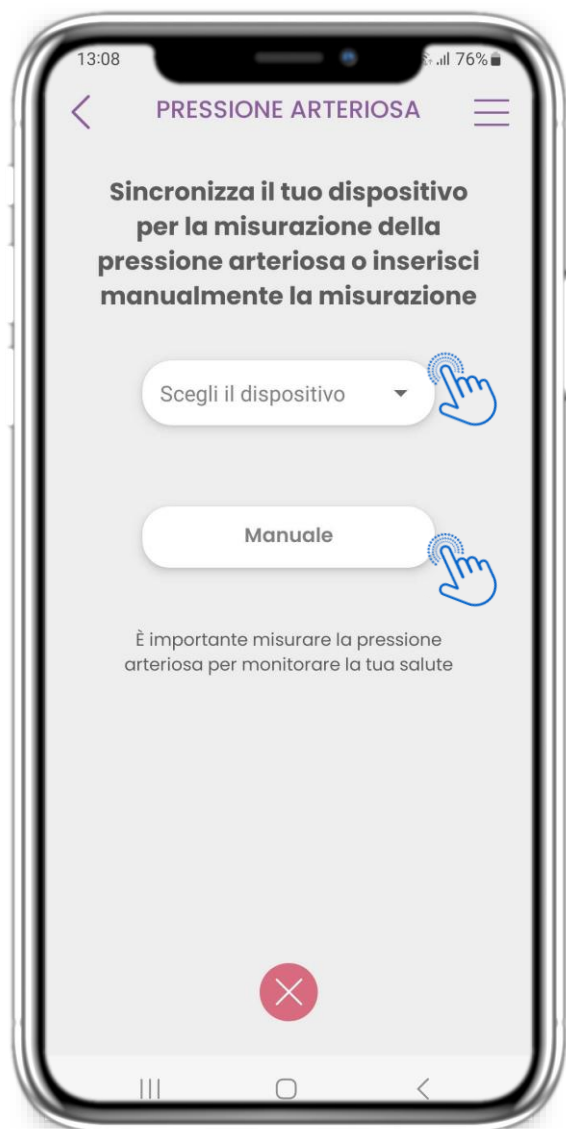 13:08
76%
PRESSIONE ARTERIOSA
Sincronizza il tuo dispositivo
per la misurazione della
pressione arteriosa o inserisci
manualmente la misurazione
Scegli il dispositivo
Manuale
È importante misurare la pressione
arteriosa per monitorare la tua salute